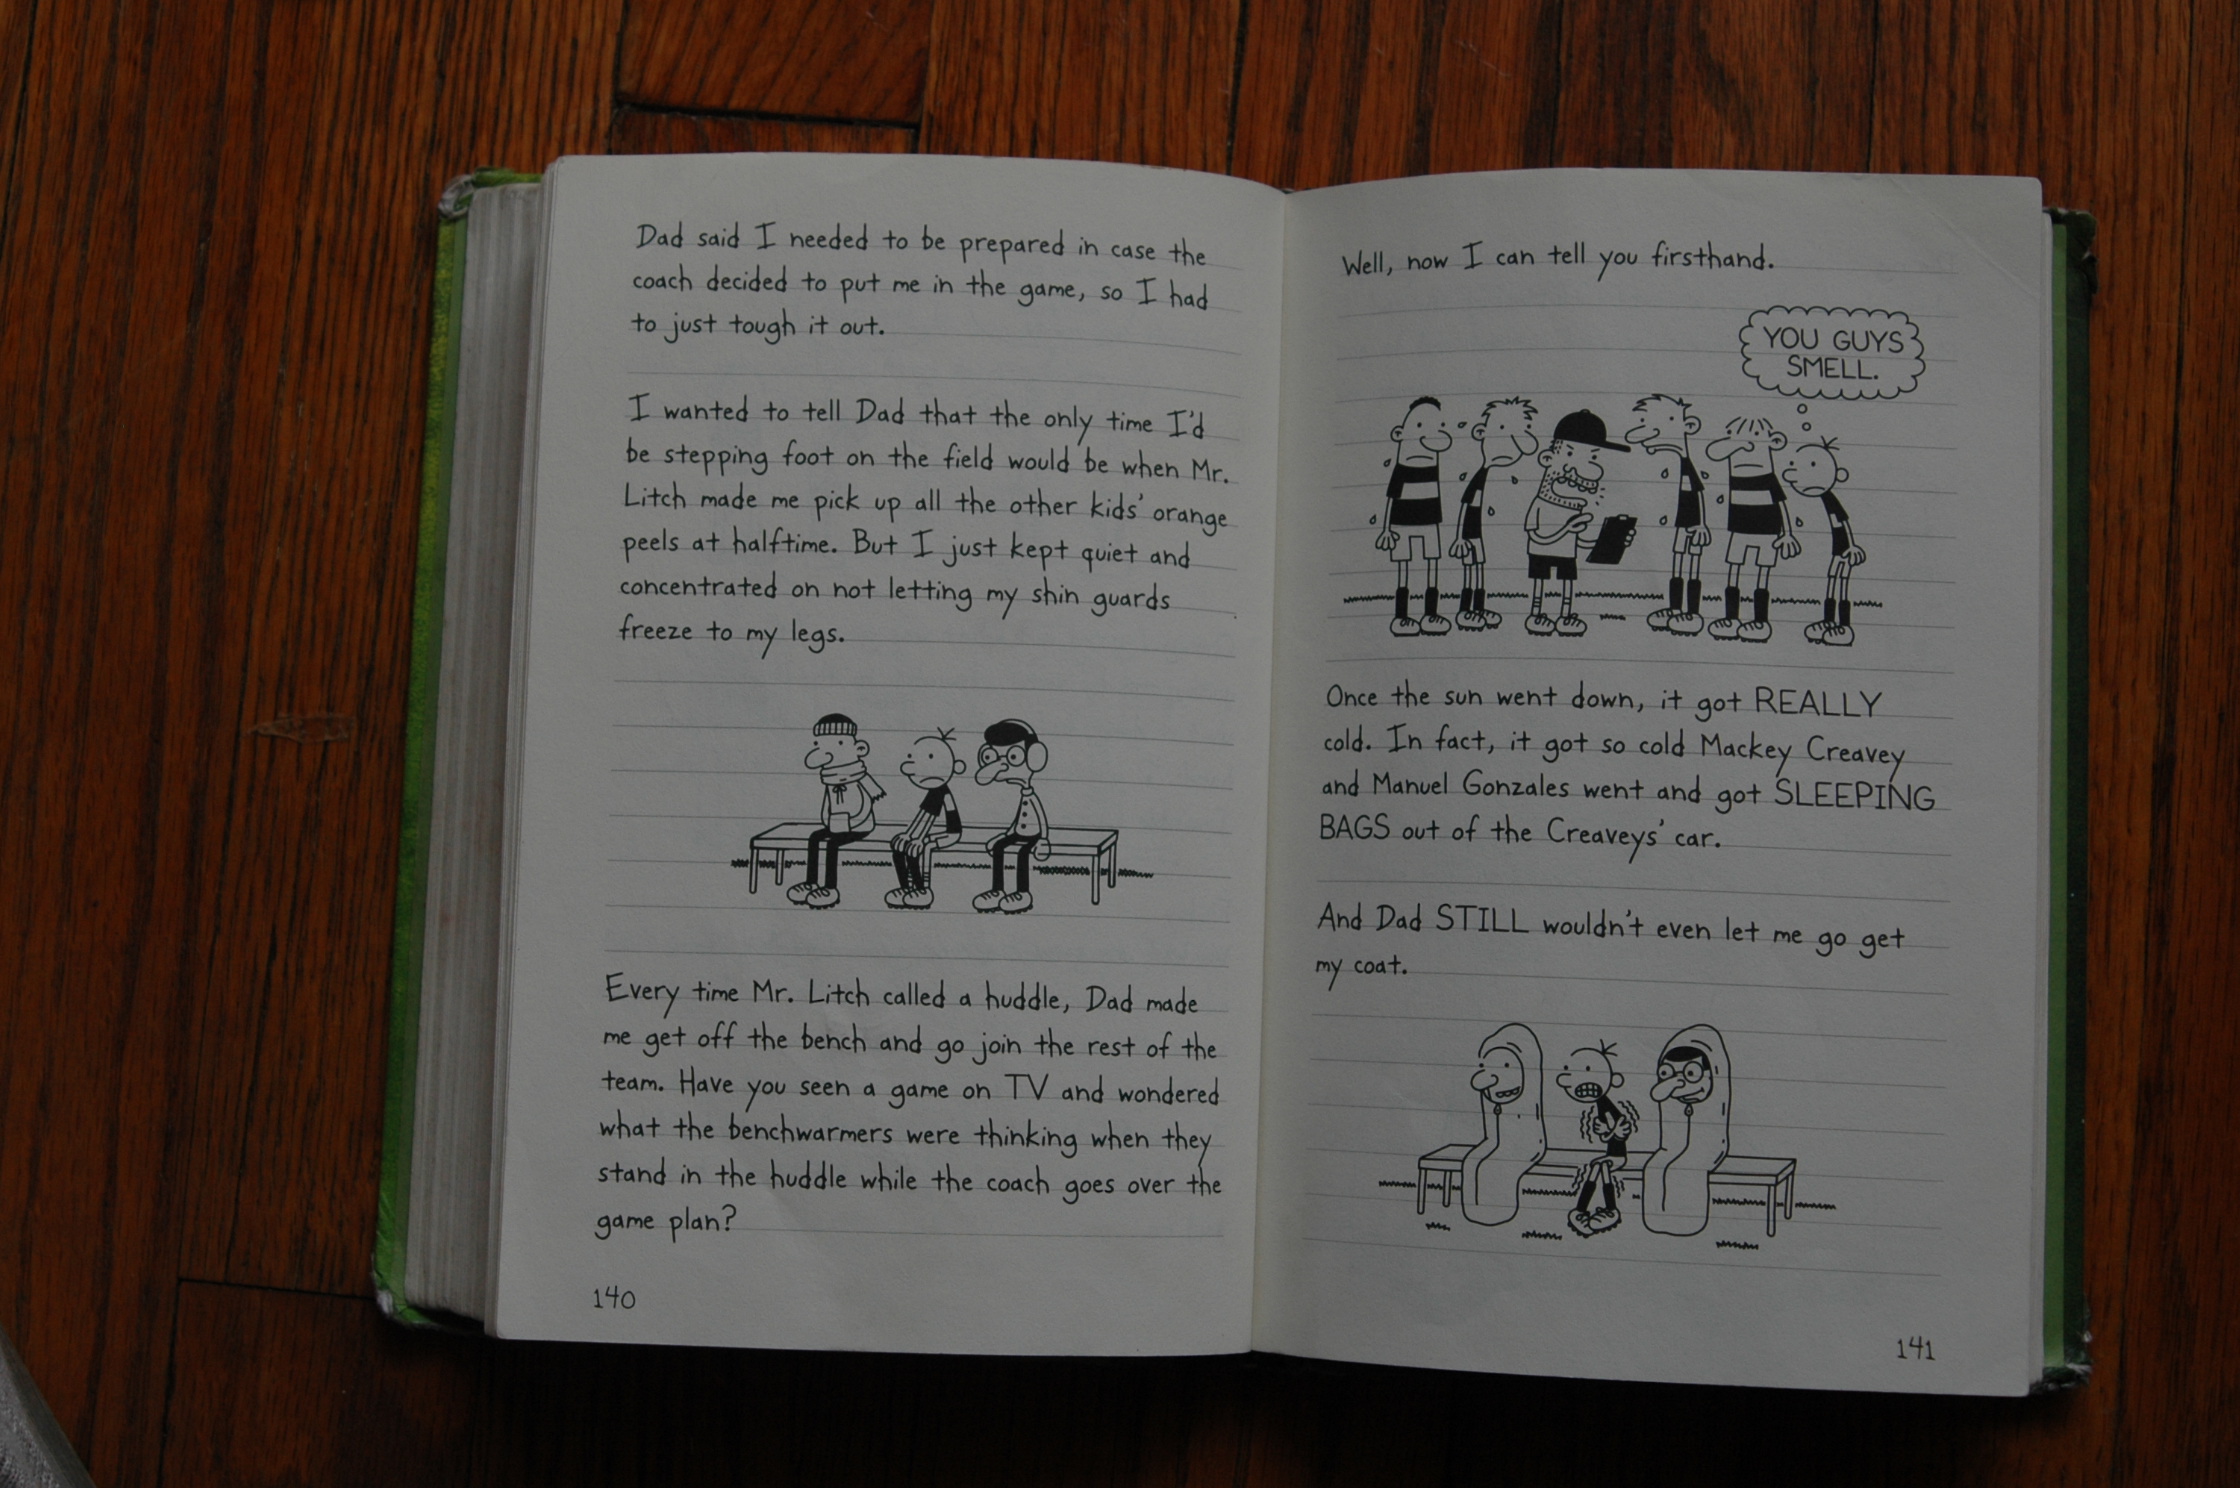 Dad said I needed to be prepared in case the
coach decided to put me in the game, so I had
to just tough it out.
I wanted to tell Dad that the only time I'd
be stepping foot on the field would be when Mr.
Litch made me pick up all the other kids' orange
peels at halftime. But I just kept quiet and
concentrated on not letting my shin guards
freeze to my legs.
Every time Mr. Litch called a huddle, Dad made
me get off the bench and go join the rest of the
team. Have you seen a game on TV and wondered
what the benchwarmers were thinking when they
stand in the huddle while the coach goes over the
game plan?
140
Well, now I can tell you firsthand.
YOU GUYS
SMELL.
Once the sun went down, it got REALLY
cold. In fact, it got so cold Mackey Creavey
and Manuel Gonzales went and got SLEEPING
BAGS out of the Creaveys' car.
And Dad STILL wouldn't even let me go get
my coat.
141